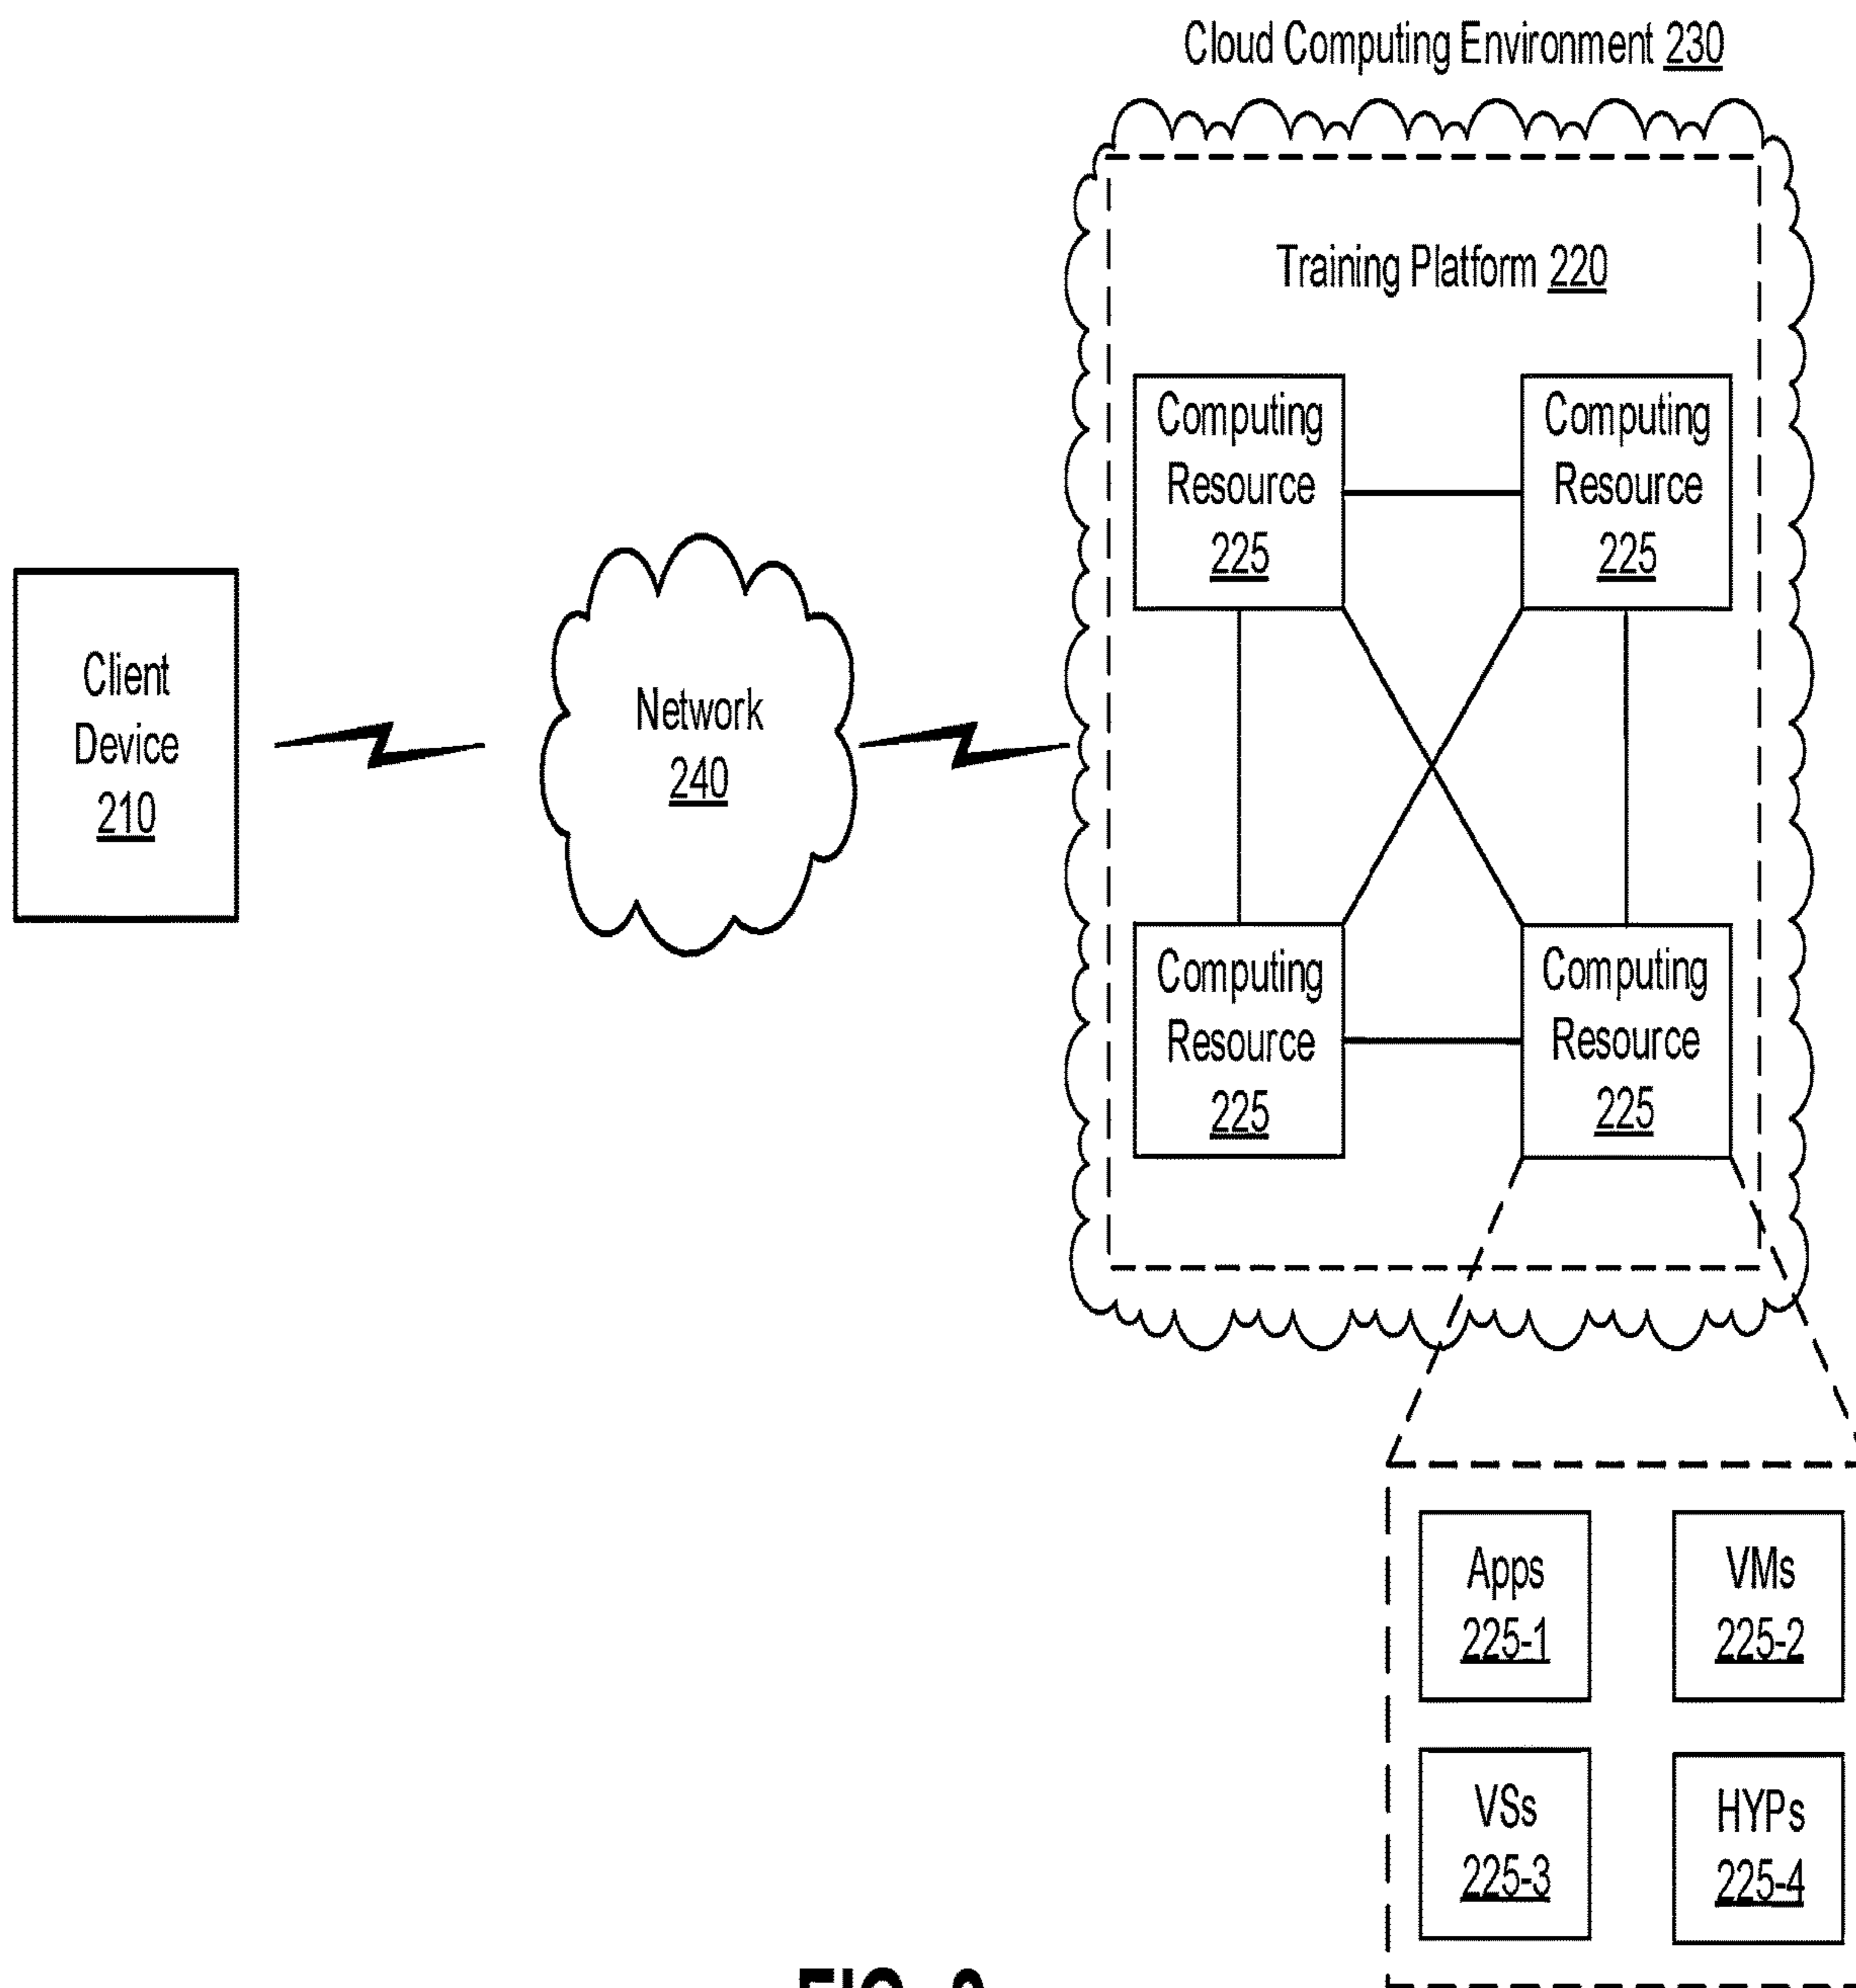 Cloud Computing Environment 230
Training Platform 220
Computing
Resource
225
Computing
Resource
225
Client
Device
210
Network
240
Computing
Resource
225
Computing
Resource
225
Apps
225-1
VMs
225-2
VSs
225-3
HYPs
225-4
FIG.